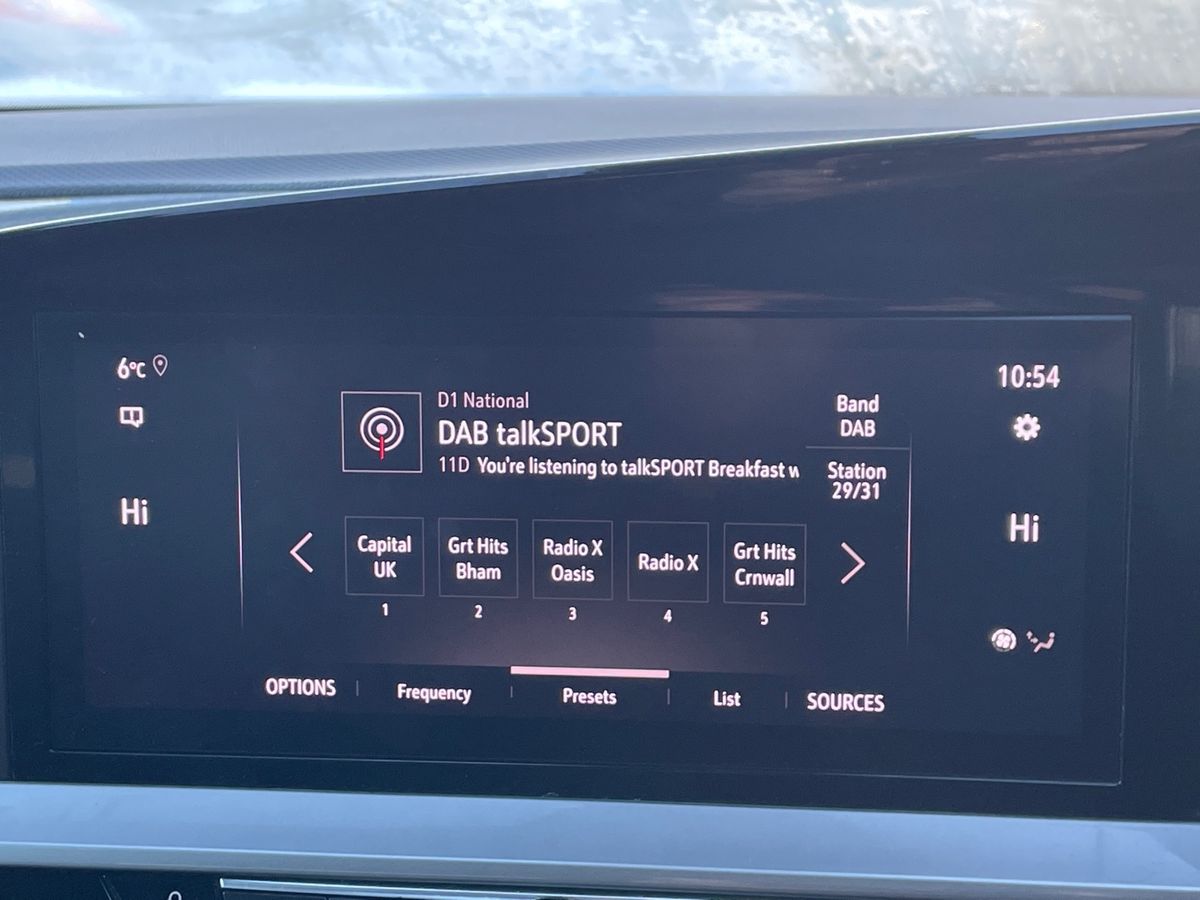 6°C
10:54
D1 National
DAB talkSPORT
11D You're listening to talkSPORT Breakfast w
Band
DAB
Station
29/31
Hi
Hi
Capital
UK
1
Grt Hits
Bham
2
Radio X
Oasis
3
Radio X
4
Grt Hits
Crnwall
5
OPTIONS
Frequency
Presets
List
SOURCES